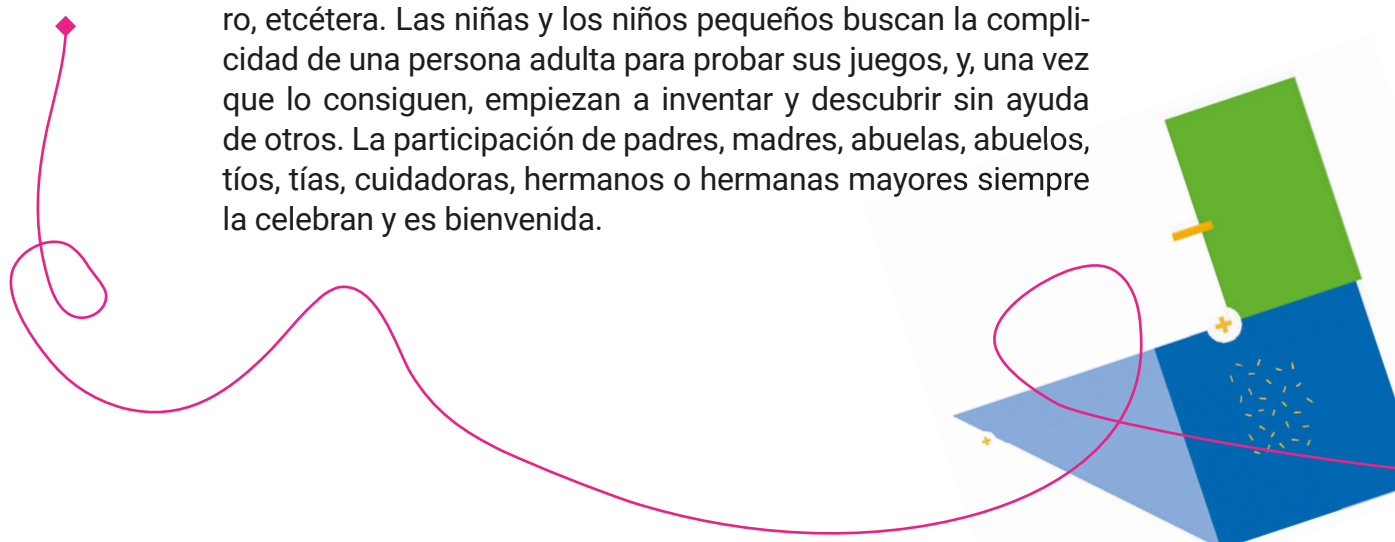 ro, etcétera. Las niñas y los niños pequeños buscan la compli-
cidad de una persona adulta para probar sus juegos, y, una vez
que lo consiguen, empiezan a inventar y descubrir sin ayuda
de otros. La participación de padres, madres, abuelas, abuelos,
tíos, tías, cuidadoras, hermanos o hermanas mayores siempre
la celebran y es bienvenida.